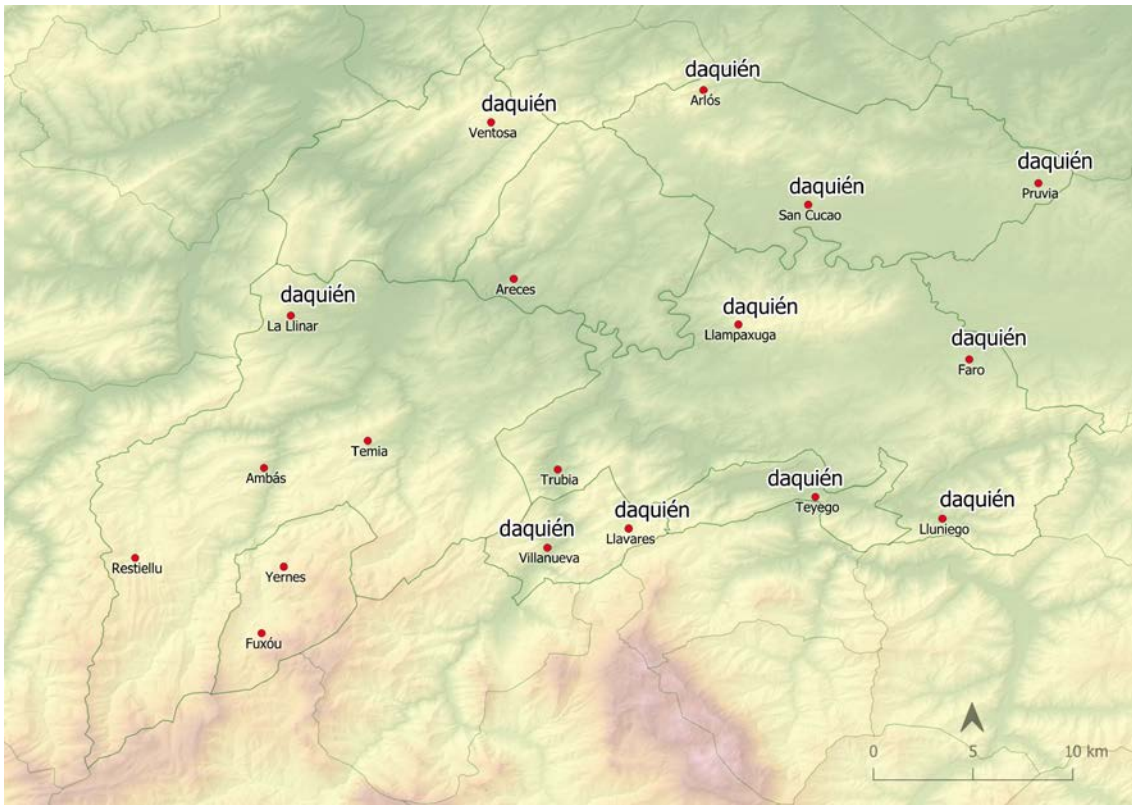 daquién
Arlós
daquién
Ventosa
daquién
Pruvia
daquién
San Cucao
Areces
daquién
La Llinar
daquién
Llampaxuga
daquién
Faro
Temia
Ambás
Trubia
daquién
Teyego
daquién
Lluniego
daquién
Llavares
daquién
Villanueva
Restiellu
Yernes
Fuxóu
0 5 10 km